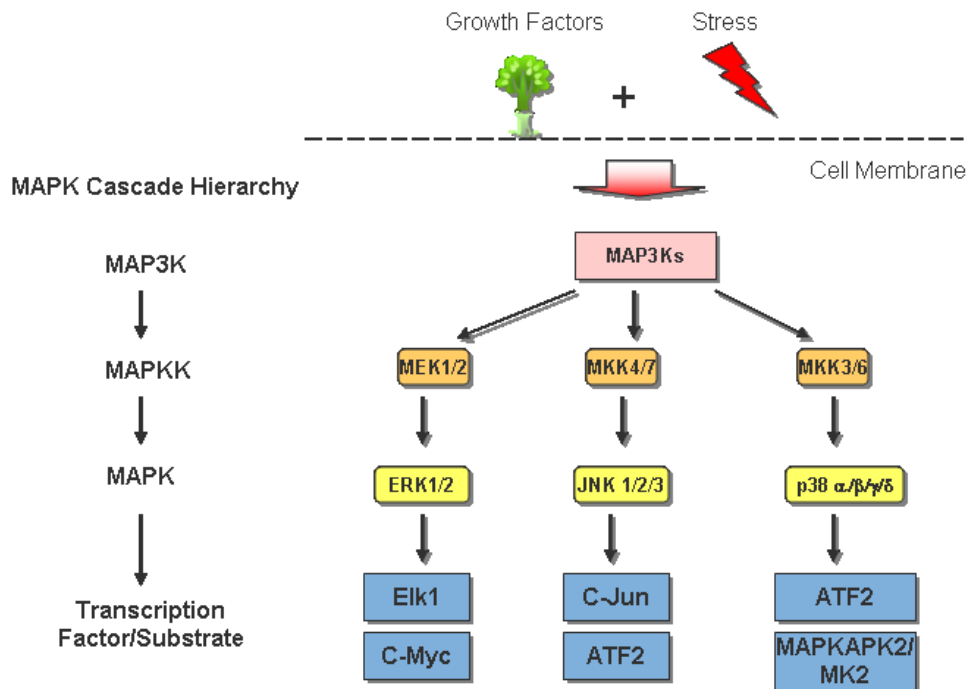 Growth Factors
Stress
+
Cell Membrane
MAPK Cascade Hierarchy
MAP3K
MAP3Ks
MAPKK
MEK1/2
MKK4/7
MKK3/6
MAPK
ERK1/2
JNK 1/2/3
p38 α/β/γ/δ
Transcription
Factor/Substrate
Elk1
C-Jun
ATF2
C-Myc
ATF2
MAPKAPK2/
MK2